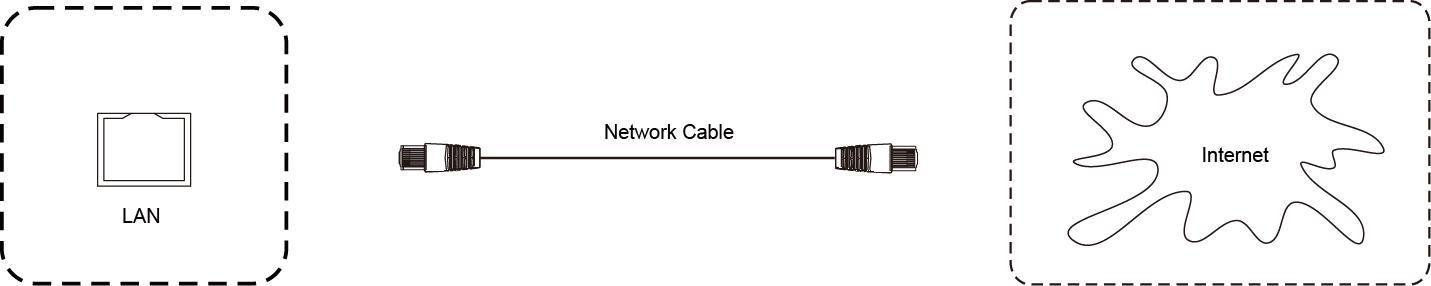 Network Cable
Internet
LAN